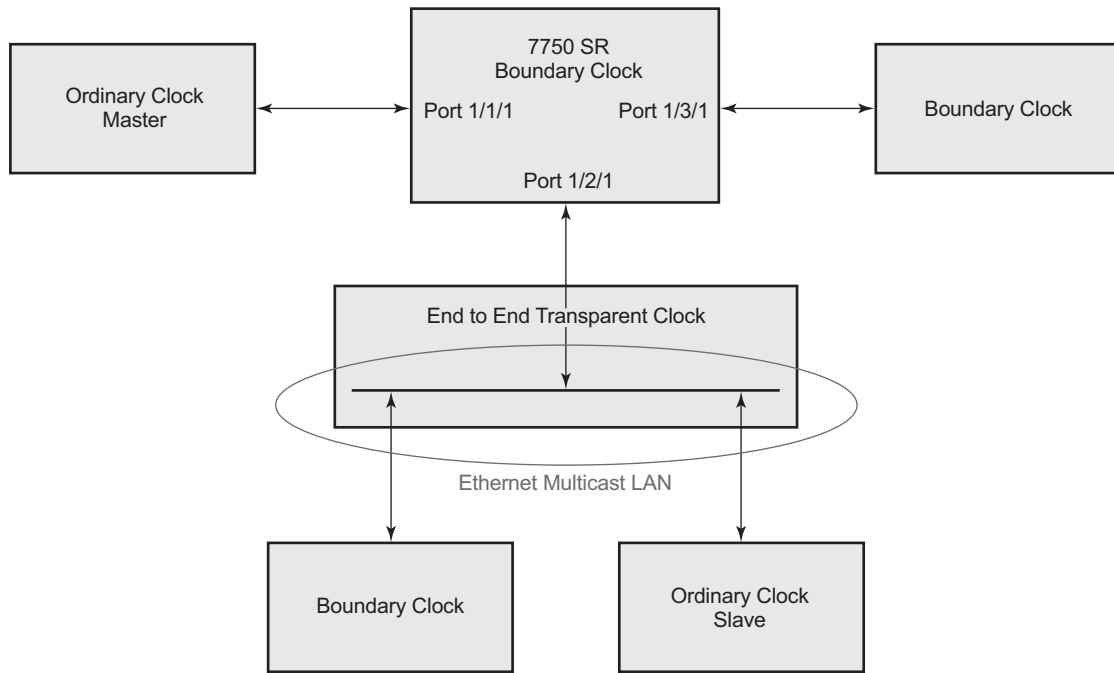 7750 SR
Boundary Clock
Ordinary Clock
Master
Port 1/1/1
Port 1/3/1
Boundary Clock
Port 1/2/1
End to End Transparent Clock
Ethernet Multicast LAN
Boundary Clock
Ordinary Clock
Slave